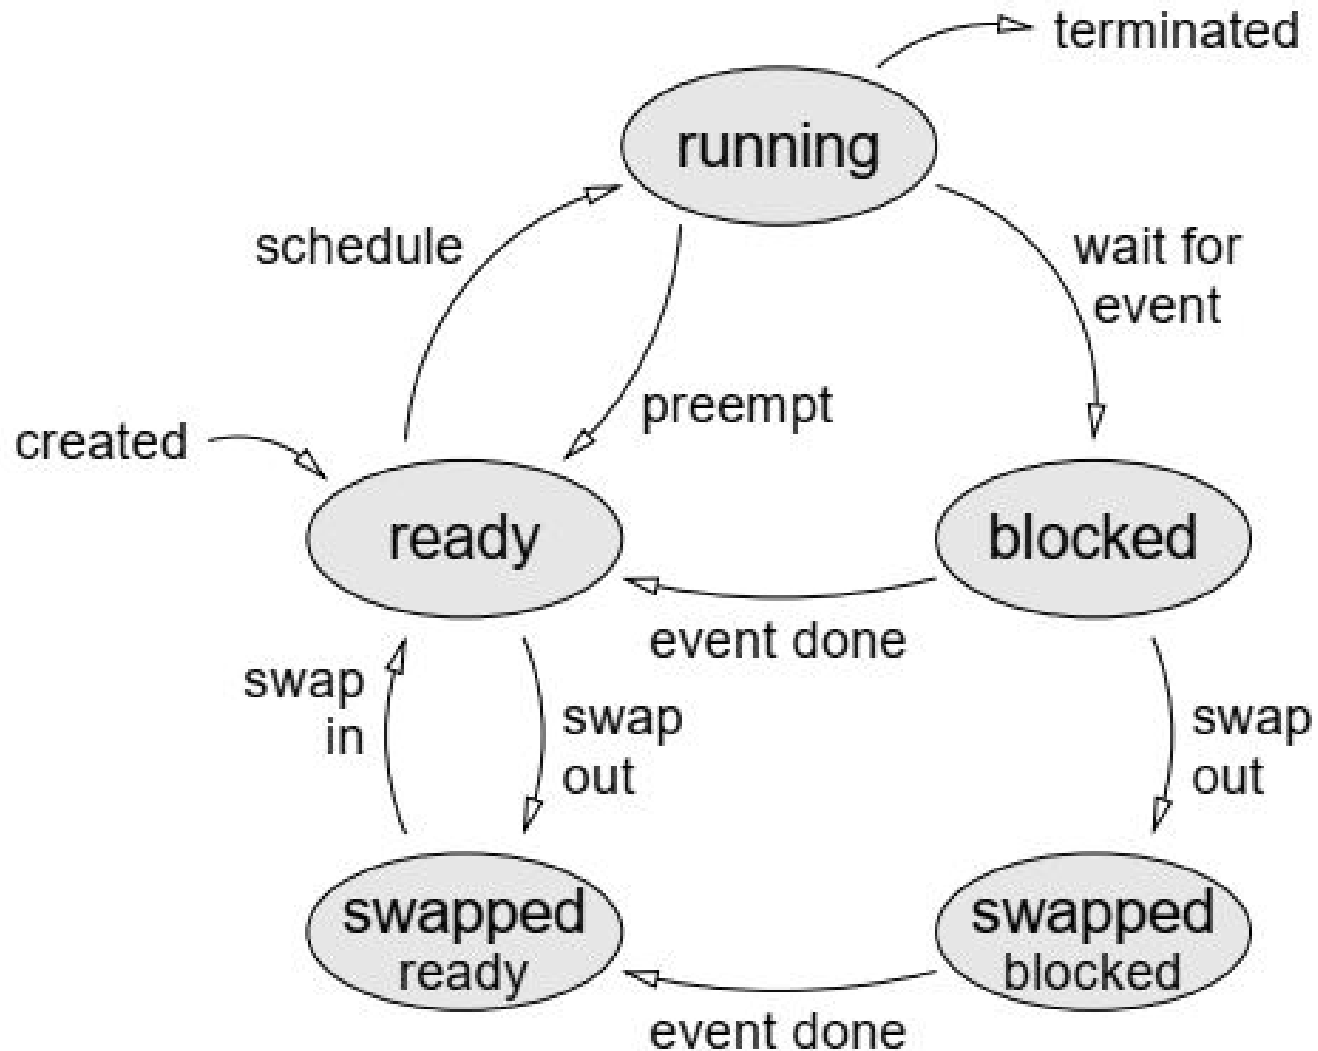 terminated
running
schedule
wait for
event
preempt
created
ready
blocked
event done
swap
in
swap
out
swap
out
swapped
ready
swapped
blocked
event done